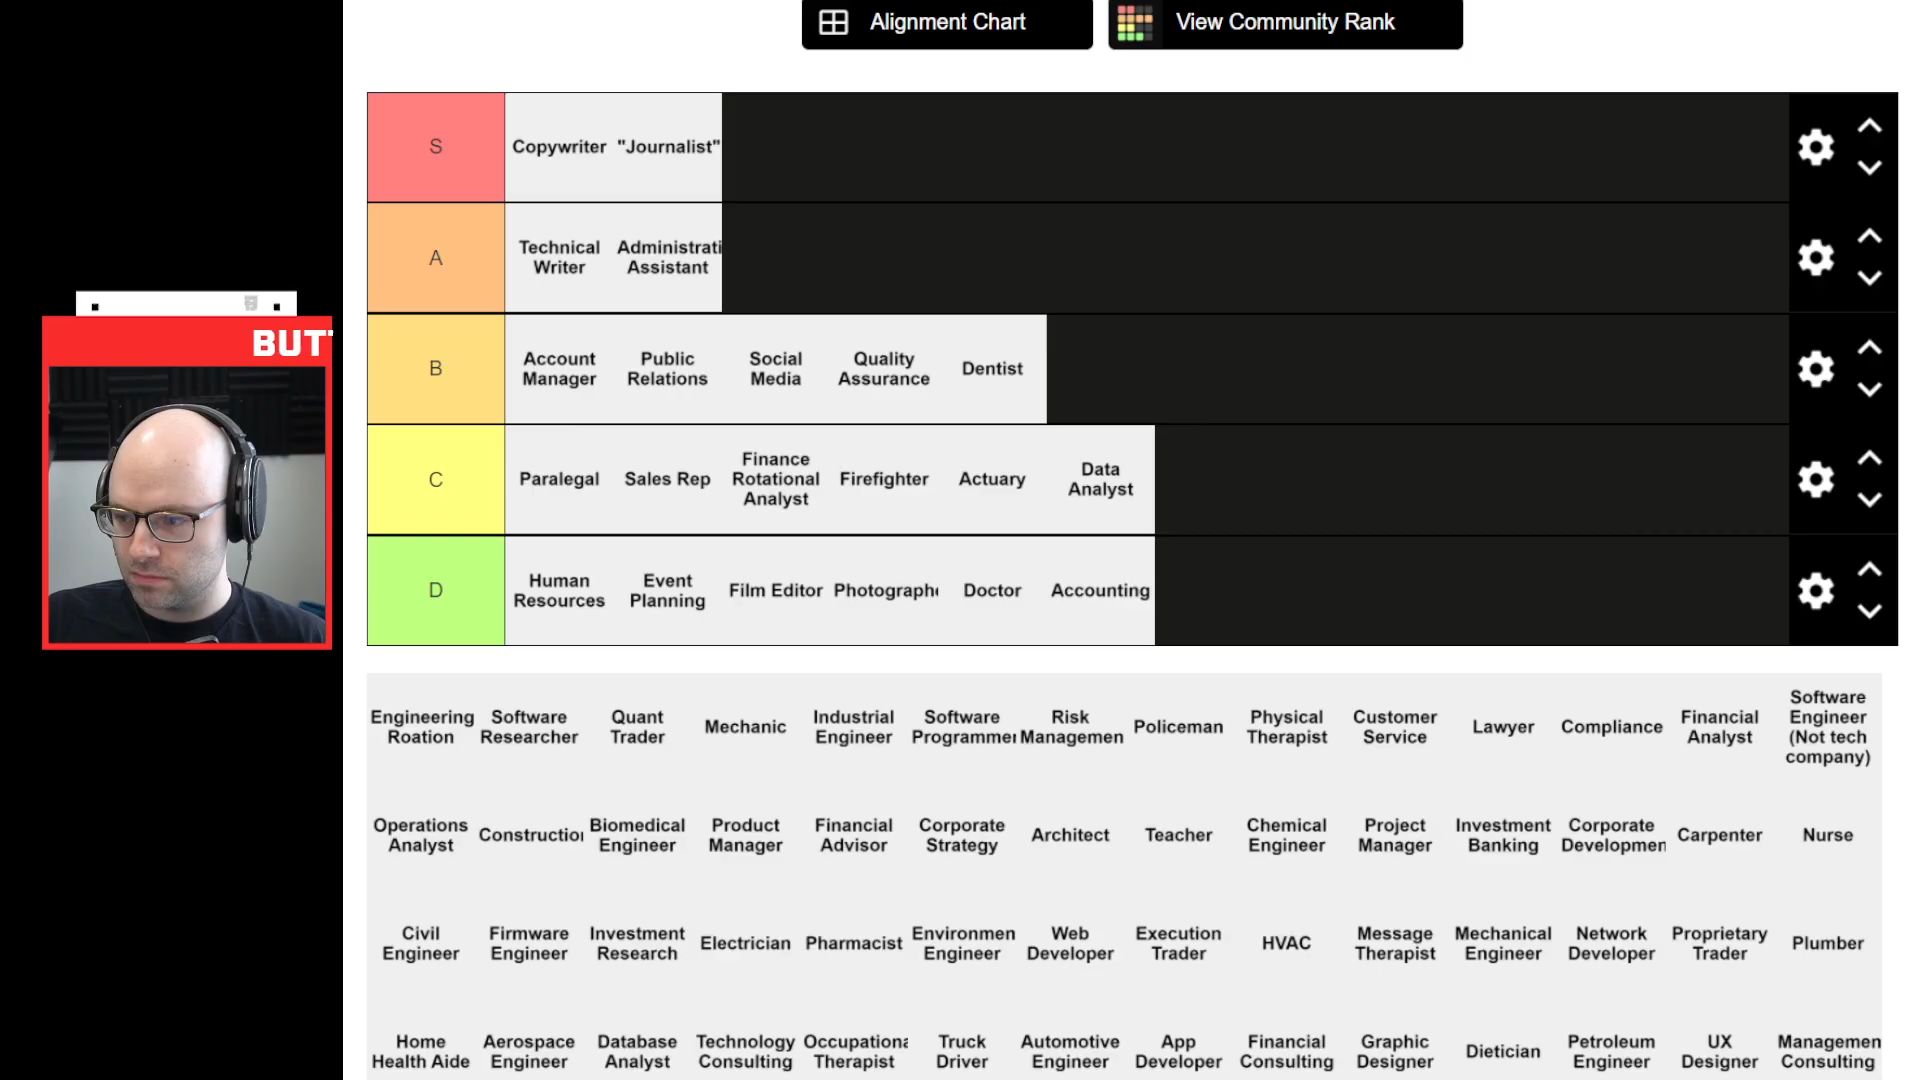 Alignment Chart
View Community Rank
S
Copywriter
"Journalist"
A
Technical
Writer
Administrati
Assistant
B
Account
Manager
Public
Relations
Social
Media
Quality
Assurance
Dentist
C
Paralegal
Sales Rep
Finance
Rotational
Analyst
Firefighter
Actuary
Data
Analyst
D
Human
Resources
Event
Planning
Film Editor
Photographe
Doctor
Accounting
BUT
Engineering
Roation
Software
Researcher
Quant
Trader
Mechanic
Industrial
Engineer
Software
Programmer
Risk
Managemen
Policeman
Physical
Therapist
Customer
Service
Lawyer
Compliance
Financial
Analyst
Software
Engineer
(Not tech
company)
Operations
Analyst
Construction
Biomedical
Engineer
Product
Manager
Financial
Advisor
Corporate
Strategy
Architect
Teacher
Chemical
Engineer
Project
Manager
Investment
Banking
Corporate
Developmen
Carpenter
Nurse
Civil
Engineer
Firmware
Engineer
Investment
Research
Electrician
Pharmacist
Environmen
Engineer
Web
Developer
Execution
Trader
HVAC
Message
Therapist
Mechanical
Engineer
Network
Developer
Proprietary
Trader
Plumber
Home
Health Aide
Aerospace
Engineer
Database
Analyst
Technology
Consulting
Occupationa
Therapist
Truck
Driver
Automotive
Engineer
App
Developer
Financial
Consulting
Graphic
Designer
Dietician
Petroleum
Engineer
UX
Designer
Managemen
Consulting